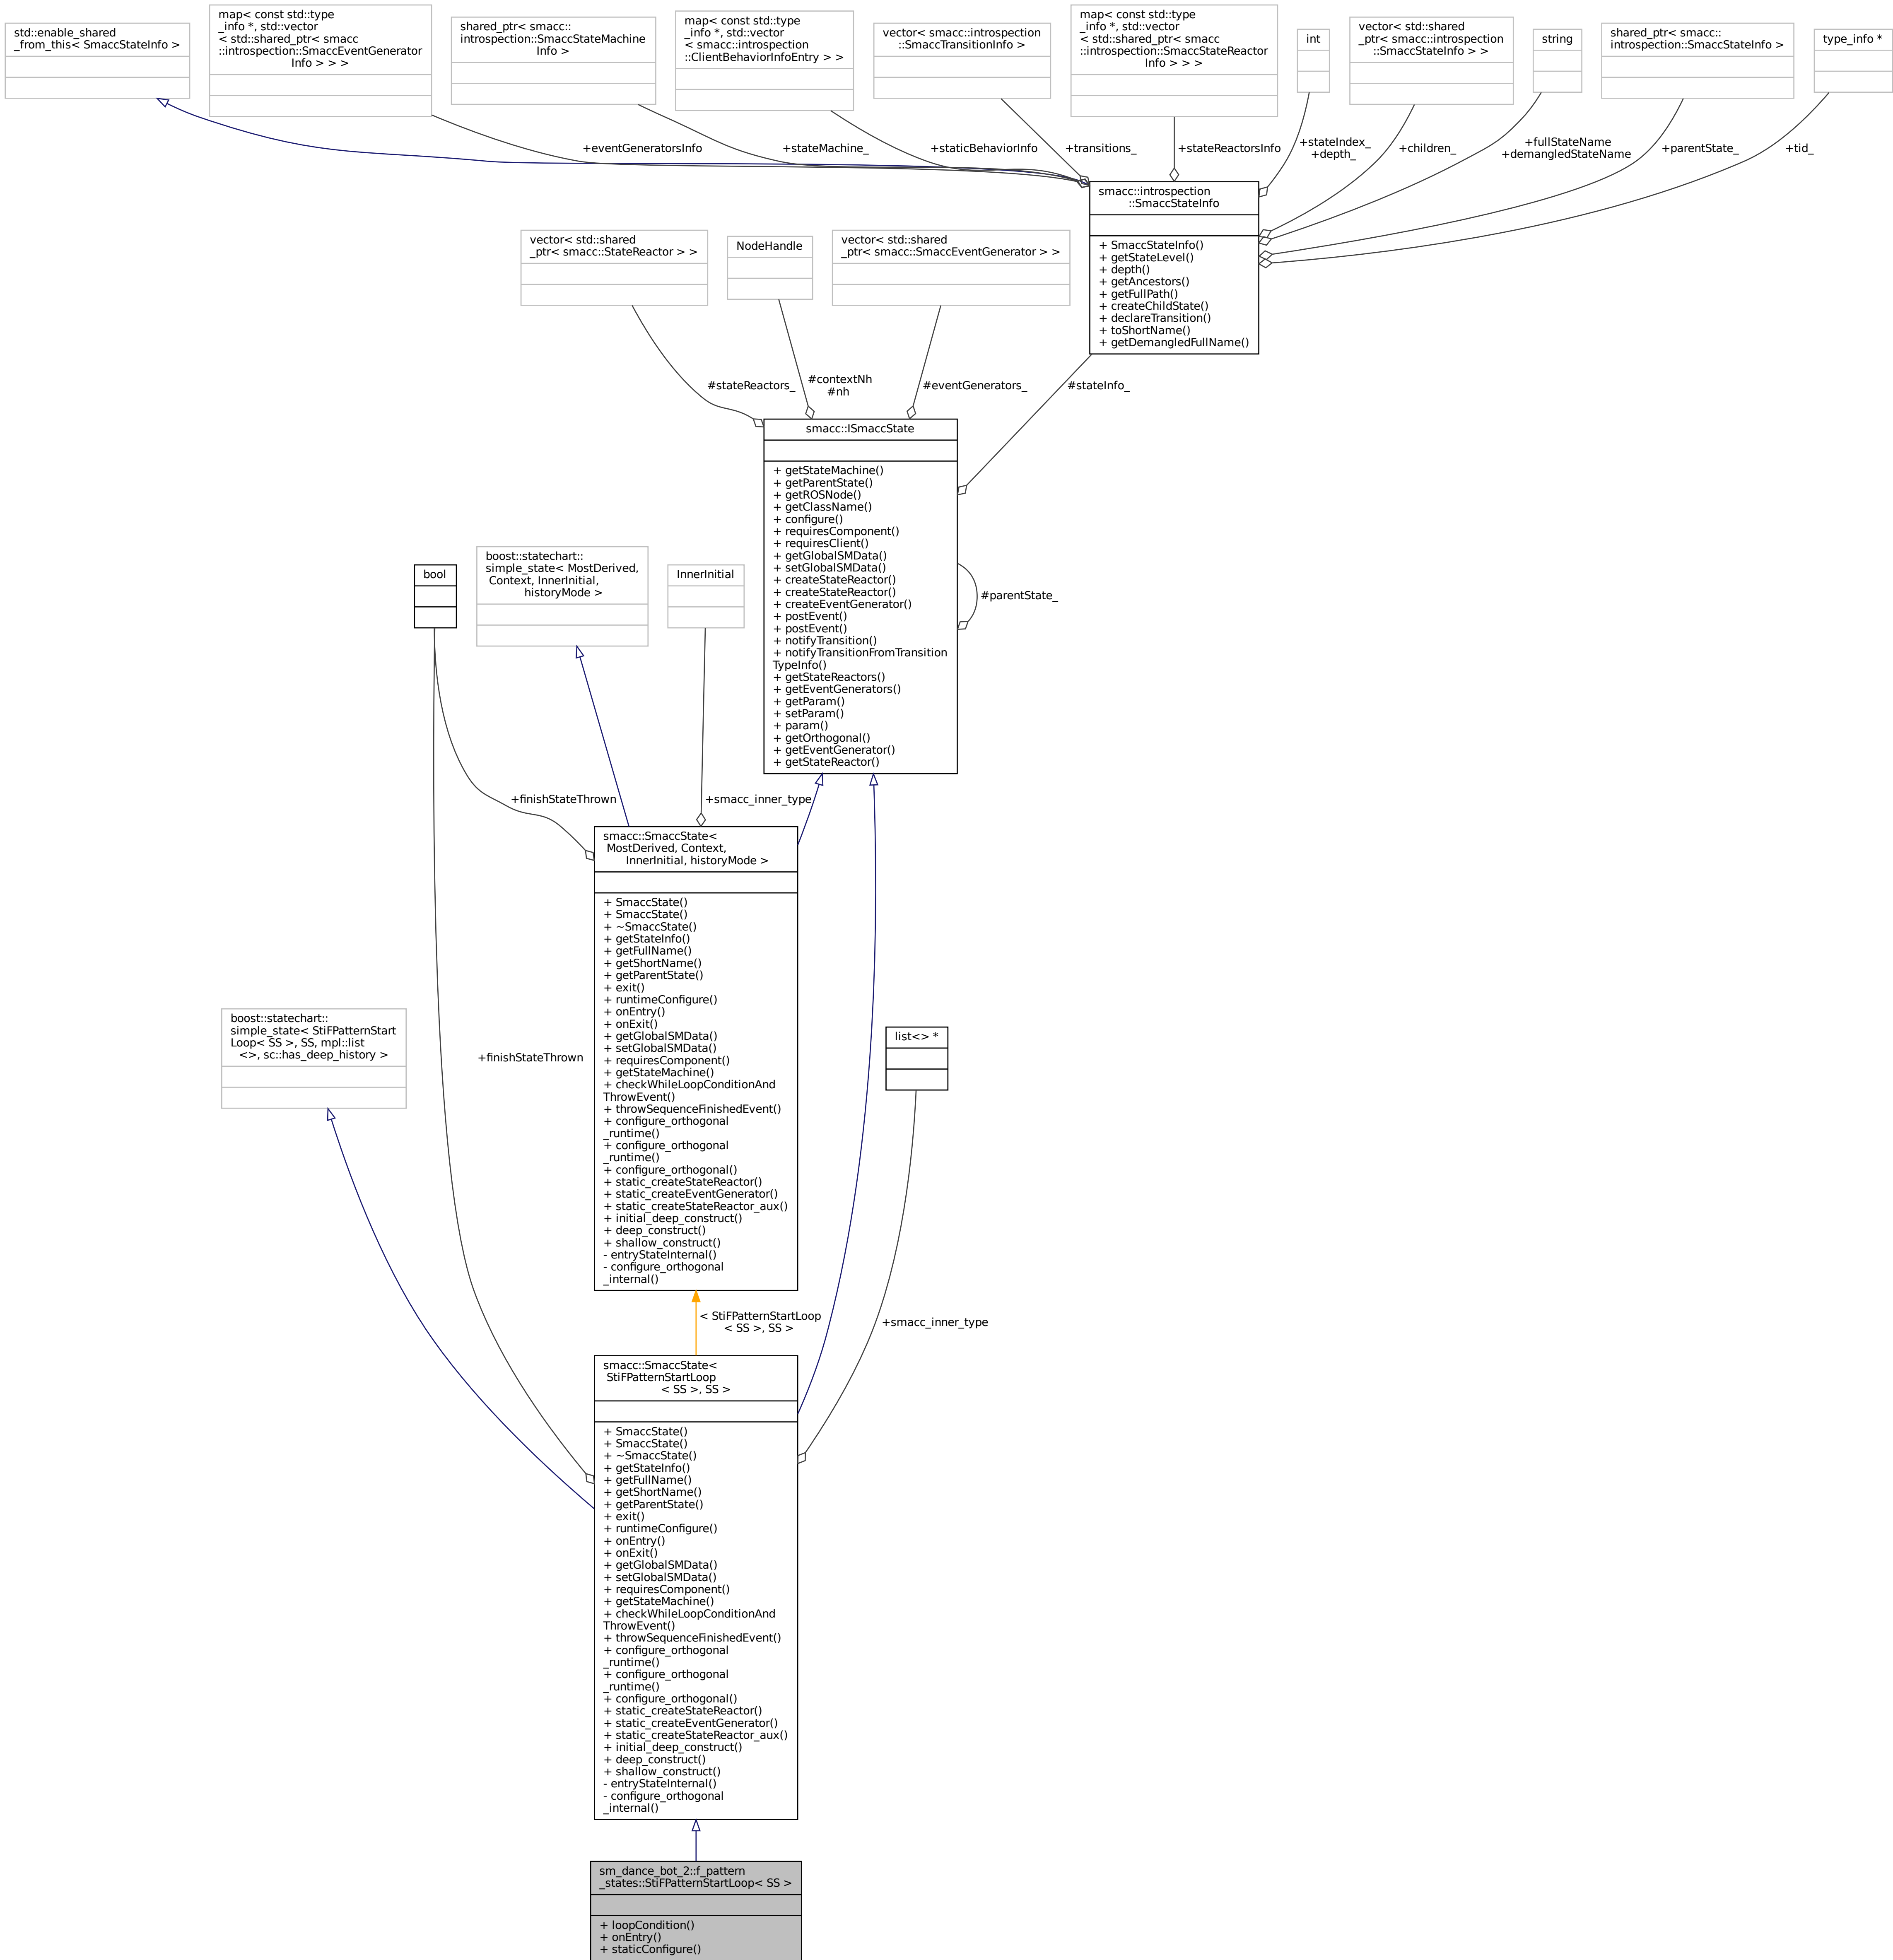 std::enable_shared
_from_this< SmaccStateInfo >
map< const std::type
_info *, std::vector
< std::shared_ptr< smacc
::introspection::SmaccEventGenerator
Info > > >
shared_ptr< smacc::
introspection::SmaccStateMachine
Info >
map< const std::type
_info *, std::vector
< smacc::introspection
::ClientBehaviorInfoEntry > >
vector< smacc::introspection
::SmaccTransitionInfo >
map< const std::type
_info *, std::vector
< std::shared_ptr< smacc
::introspection::SmaccStateReactor
Info > > >
int
vector< std::shared
_ptr< smacc::introspection
::SmaccStateInfo > >
string
shared_ptr< smacc::
introspection::SmaccStateInfo >
type_info *
+eventGeneratorsInfo
+stateMachine_
+staticBehaviorInfo
+transitions_
+stateReactorsInfo
+stateIndex_
+depth_
+children_
+fullStateName
+demangledStateName
+parentState_
+tid_
smacc::introspection
::SmaccStateInfo
+ SmaccStateInfo()
+ getStateLevel()
+ depth()
+ getAncestors()
+ getFullPath()
+ createChildState()
+ declareTransition()
+ toShortName()
+ getDemangledFullName()
vector< std::shared
_ptr< smacc::StateReactor > >
NodeHandle
vector< std::shared
_ptr< smacc::SmaccEventGenerator > >
#stateReactors_
#contextNh
#nh
#eventGenerators_
#stateInfo_
smacc::ISmaccState
+ getStateMachine()
+ getParentState()
+ getROSNode()
+ getClassName()
+ configure()
+ requiresComponent()
+ requiresClient()
+ getGlobalSMData()
+ setGlobalSMData()
+ createStateReactor()
+ createStateReactor()
+ createEventGenerator()
+ postEvent()
+ postEvent()
+ notifyTransition()
+ notifyTransitionFromTransition
TypeInfo()
+ getStateReactors()
+ getEventGenerators()
+ getParam()
+ setParam()
+ param()
+ getOrthogonal()
+ getEventGenerator()
+ getStateReactor()
#parentState_
bool
boost::statechart::
simple_state< MostDerived,
Context, InnerInitial,
historyMode >
InnerInitial
+finishStateThrown
+smacc_inner_type
smacc::SmaccState<
MostDerived, Context,
InnerInitial, historyMode >
+ SmaccState()
+ SmaccState()
+ ~SmaccState()
+ getStateInfo()
+ getFullName()
+ getShortName()
+ getParentState()
+ exit()
+ runtimeConfigure()
+ onEntry()
+ onExit()
+ getGlobalSMData()
+ setGlobalSMData()
+ requiresComponent()
+ getStateMachine()
+ checkWhileLoopConditionAnd
ThrowEvent()
+ throwSequenceFinishedEvent()
+ configure_orthogonal
_runtime()
+ configure_orthogonal
_runtime()
+ configure_orthogonal()
+ static_createStateReactor()
+ static_createEventGenerator()
+ static_createStateReactor_aux()
+ initial_deep_construct()
+ deep_construct()
+ shallow_construct()
- entryStateInternal()
- configure_orthogonal
_internal()
boost::statechart::
simple_state< StiFPatternStart
Loop< SS >, SS, mpl::list
<>, sc::has_deep_history >
+finishStateThrown
list<> *
< StiFPatternStartLoop
< SS >, SS >
+smacc_inner_type
smacc::SmaccState<
StiFPatternStartLoop
< SS >, SS >
+ SmaccState()
+ SmaccState()
+ ~SmaccState()
+ getStateInfo()
+ getFullName()
+ getShortName()
+ getParentState()
+ exit()
+ runtimeConfigure()
+ onEntry()
+ onExit()
+ getGlobalSMData()
+ setGlobalSMData()
+ requiresComponent()
+ getStateMachine()
+ checkWhileLoopConditionAnd
ThrowEvent()
+ throwSequenceFinishedEvent()
+ configure_orthogonal
_runtime()
+ configure_orthogonal
_runtime()
+ configure_orthogonal()
+ static_createStateReactor()
+ static_createEventGenerator()
+ static_createStateReactor_aux()
+ initial_deep_construct()
+ deep_construct()
+ shallow_construct()
- entryStateInternal()
- configure_orthogonal
_internal()
sm_dance_bot_2::f_pattern
_states::StiFPatternStartLoop< SS >
+ loopCondition()
+ onEntry()
+ staticConfigure()